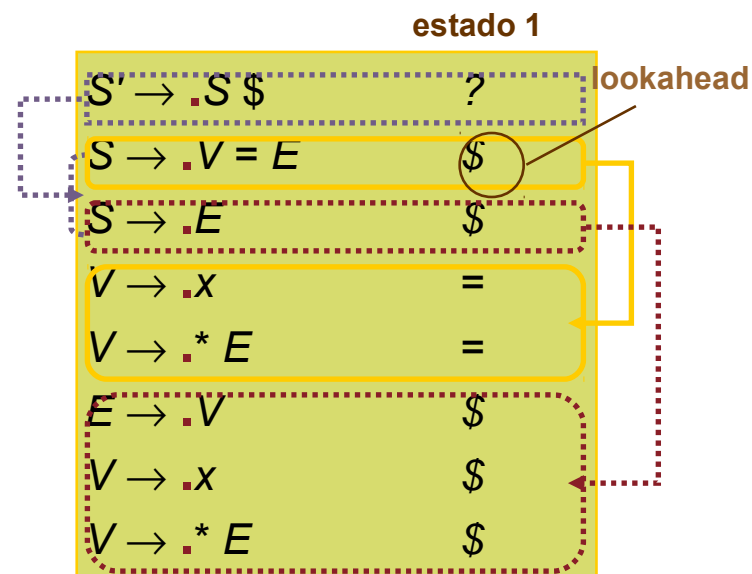 estado 1
S' → .S $ ?
lookahead
S → .V = E $
S → .E $
V → .x =
V → .* E =
E → .V $
V → .x $
V → .* E $